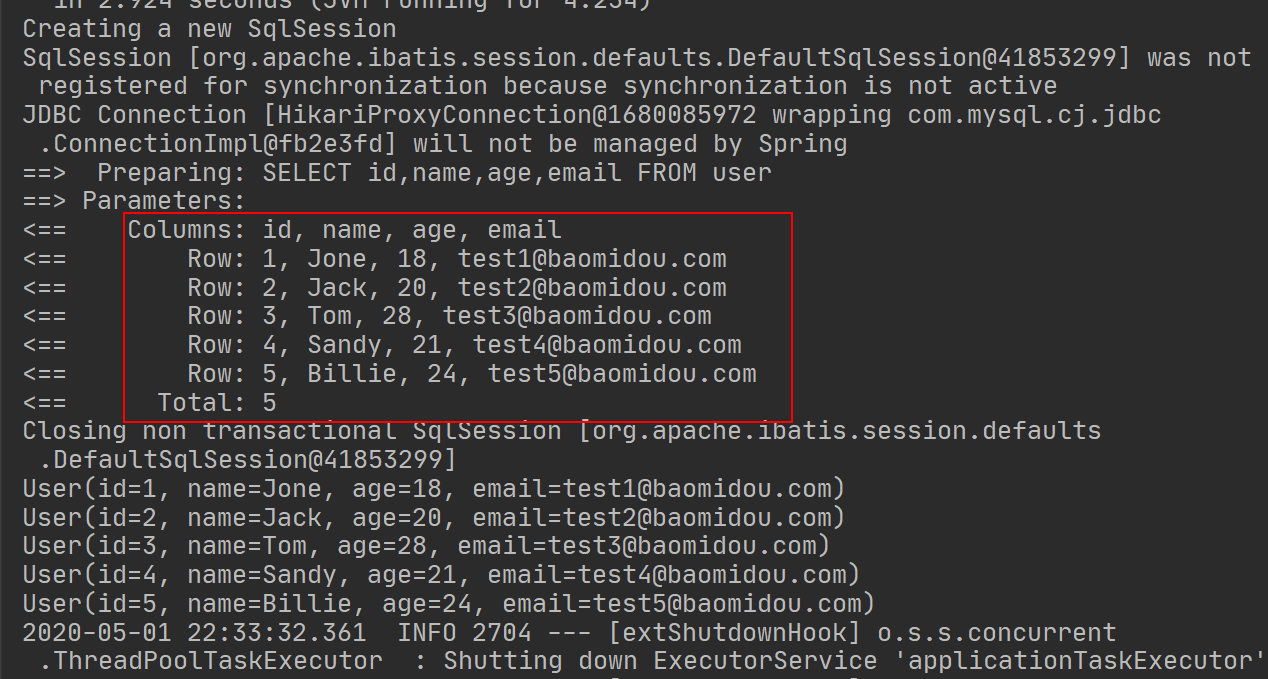 in 2.924 seconds (JVM running for 4.254)
Creating a new SqlSession
SqlSession [org.apache.ibatis.session.defaults.DefaultSqlSession@41853299] was not
registered for synchronization because synchronization is not active
JDBC Connection [HikariProxyConnection@1680085972 wrapping com.mysql.cj.jdbc
.ConnectionImpl@fb2e3fd] will not be managed by Spring
==>  Preparing: SELECT id,name,age,email FROM user
==> Parameters:
<==    Columns: id, name, age, email
<==        Row: 1, Jone, 18, test1@baomidou.com
<==        Row: 2, Jack, 20, test2@baomidou.com
<==        Row: 3, Tom, 28, test3@baomidou.com
<==        Row: 4, Sandy, 21, test4@baomidou.com
<==        Row: 5, Billie, 24, test5@baomidou.com
<==      Total: 5
Closing non transactional SqlSession [org.apache.ibatis.session.defaults
.DefaultSqlSession@41853299]
User(id=1, name=Jone, age=18, email=test1@baomidou.com)
User(id=2, name=Jack, age=20, email=test2@baomidou.com)
User(id=3, name=Tom, age=28, email=test3@baomidou.com)
User(id=4, name=Sandy, age=21, email=test4@baomidou.com)
User(id=5, name=Billie, age=24, email=test5@baomidou.com)
2020-05-01 22:33:32.361  INFO 2704 --- [extShutdownHook] o.s.s.concurrent
.ThreadPoolTaskExecutor  : Shutting down ExecutorService 'applicationTaskExecutor'